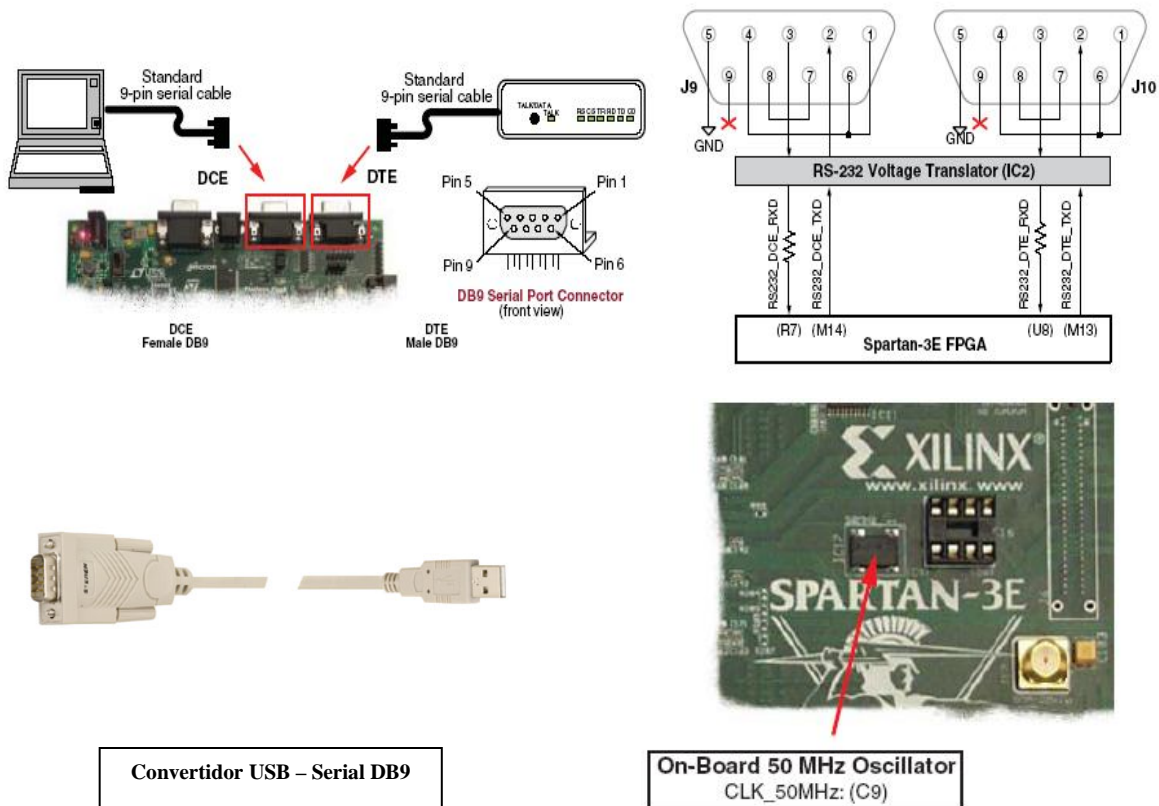 Standard
9-pin serial cable
DCE
Standard
9-pin serial cable
TALK/DATA
TALK
RS CS TR RD TD CD
DTE
Pin 5
Pin 1
Pin 9
Pin 6
DB9 Serial Port Connector
(front view)
DCE
Female DB9
DTE
Male DB9
5 4 3 2 1
9 8 7 6
J9
GND
5 4 3 2 1
9 8 7 6
J10
GND
RS-232 Voltage Translator (IC2)
RS232_DCE_RXD
RS232_DCE_TXD
RS232_DTE_RXD
RS232_DTE_TXD
(R7) (M14) (U8) (M13)
Spartan-3E FPGA
XILINX®
www.xilinx. www
SPARTAN-3E
Convertidor USB – Serial DB9
On-Board 50 MHz Oscillator
CLK_50MHz: (C9)